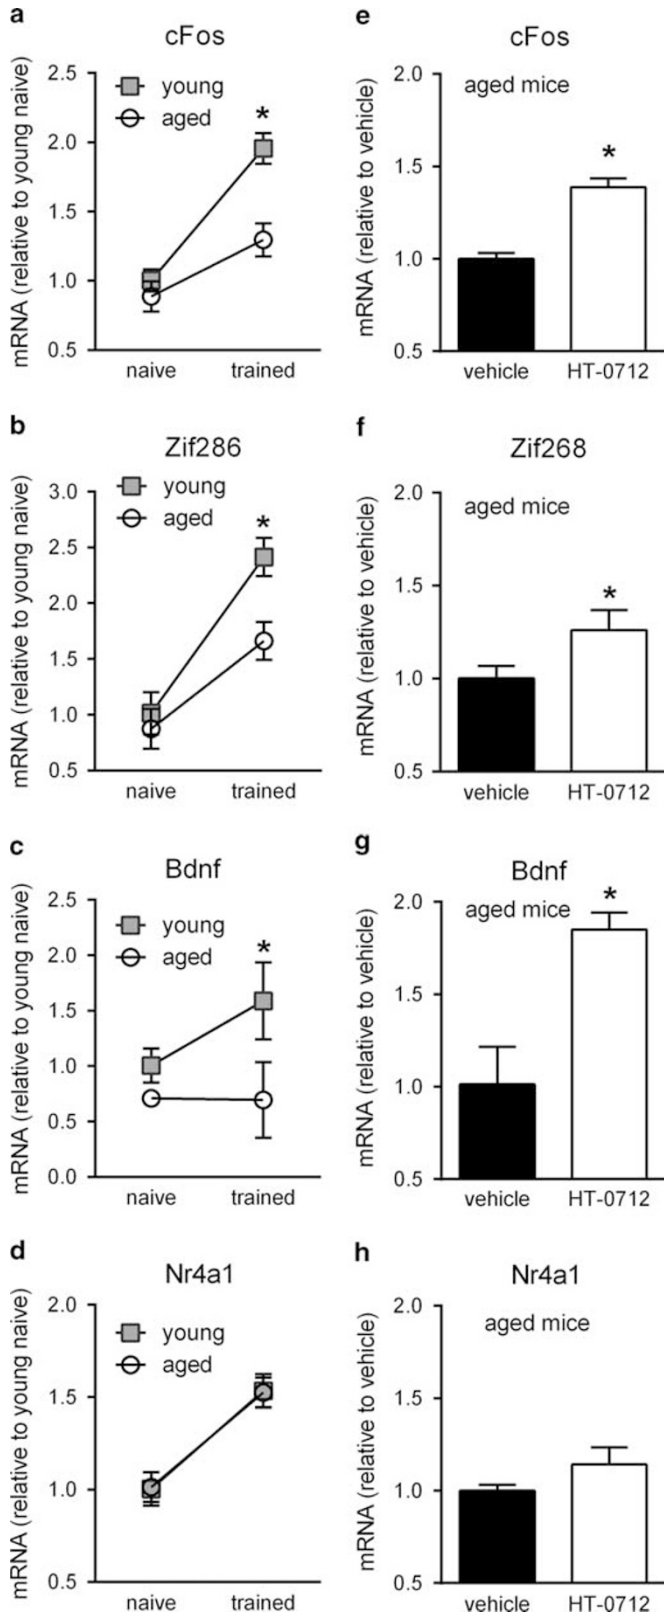 a
cFos
mRNA (relative to young naive)
2.5
2.0
1.5
1.0
0.5
young
aged
*
naive trained
e
cFos
mRNA (relative to vehicle)
2.0
1.5
1.0
0.5
aged mice
*
vehicle HT-0712
b
Zif286
mRNA (relative to young naive)
3.0
2.5
2.0
1.5
1.0
0.5
young
aged
*
naive trained
f
Zif268
mRNA (relative to vehicle)
2.0
1.5
1.0
0.5
aged mice
*
vehicle HT-0712
c
Bdnf
mRNA (relative to young naive)
2.5
2.0
1.5
1.0
0.5
0.0
young
aged
*
naive trained
g
Bdnf
mRNA (relative to vehicle)
2.0
1.5
1.0
0.5
aged mice
*
vehicle HT-0712
d
Nr4a1
mRNA (relative to young naive)
2.0
1.5
1.0
0.5
young
aged
naive trained
h
Nr4a1
mRNA (relative to vehicle)
2.0
1.5
1.0
0.5
aged mice
vehicle HT-0712